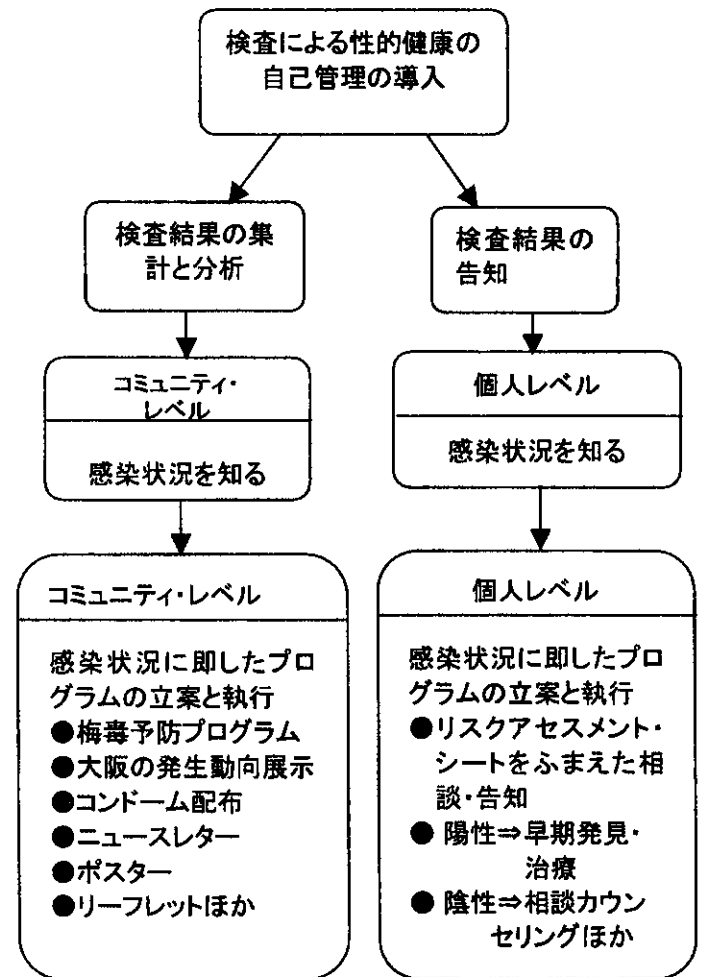 検査による性的健康の
自己管理の導入
検査結果の集
計と分析
検査結果の
告知
コミュニティ・
レベル
感染状況を知る
個人レベル
感染状況を知る
コミュニティ・レベル
感染状況に即したプロ
グラムの立案と執行
●梅毒予防プログラム
●大阪の発生動向展示
●コンドーム配布
●ニュースレター
●ポスター
●リーフレットほか
個人レベル
感染状況に即したプロ
グラムの立案と執行
●リスクアセスメント・
シートをふまえた相
談・告知
● 陽性⇒早期発見・
治療
● 陰性⇒相談カウン
セリングほか